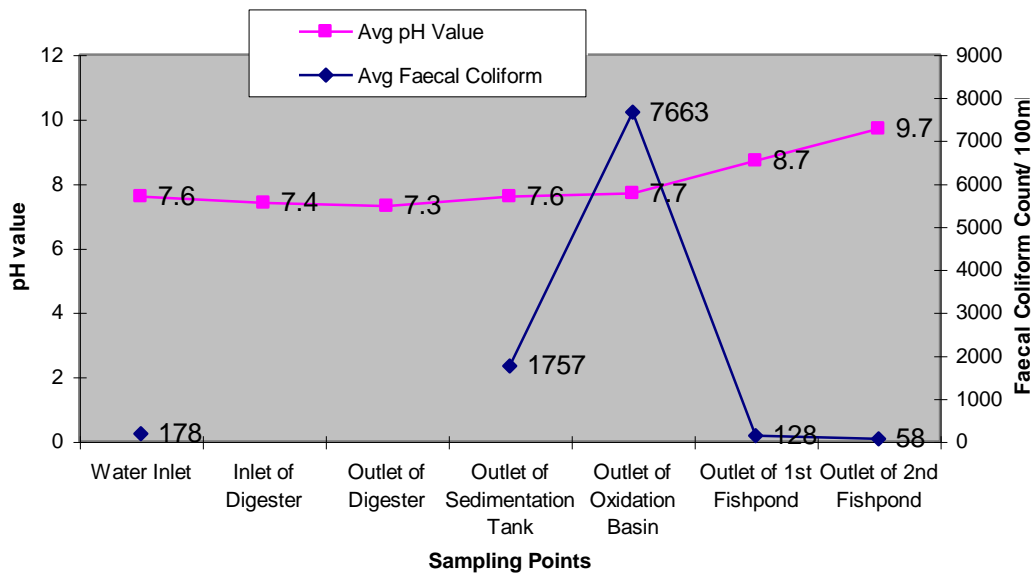 Avg pH Value
Avg Faecal Coliform
12
10
8
6
4
2
0
pH value
9000
8000
7000
6000
5000
4000
3000
2000
1000
0
Faecal Coliform Count/ 100m
7.6
7.4
7.3
7.6
7.7
8.7
9.7
178
1757
7663
128
58
Water Inlet
Inlet of
Digester
Outlet of
Digester
Outlet of
Sedimentation
Tank
Outlet of
Oxidation
Basin
Outlet of 1st
Fishpond
Outlet of 2nd
Fishpond
Sampling Points